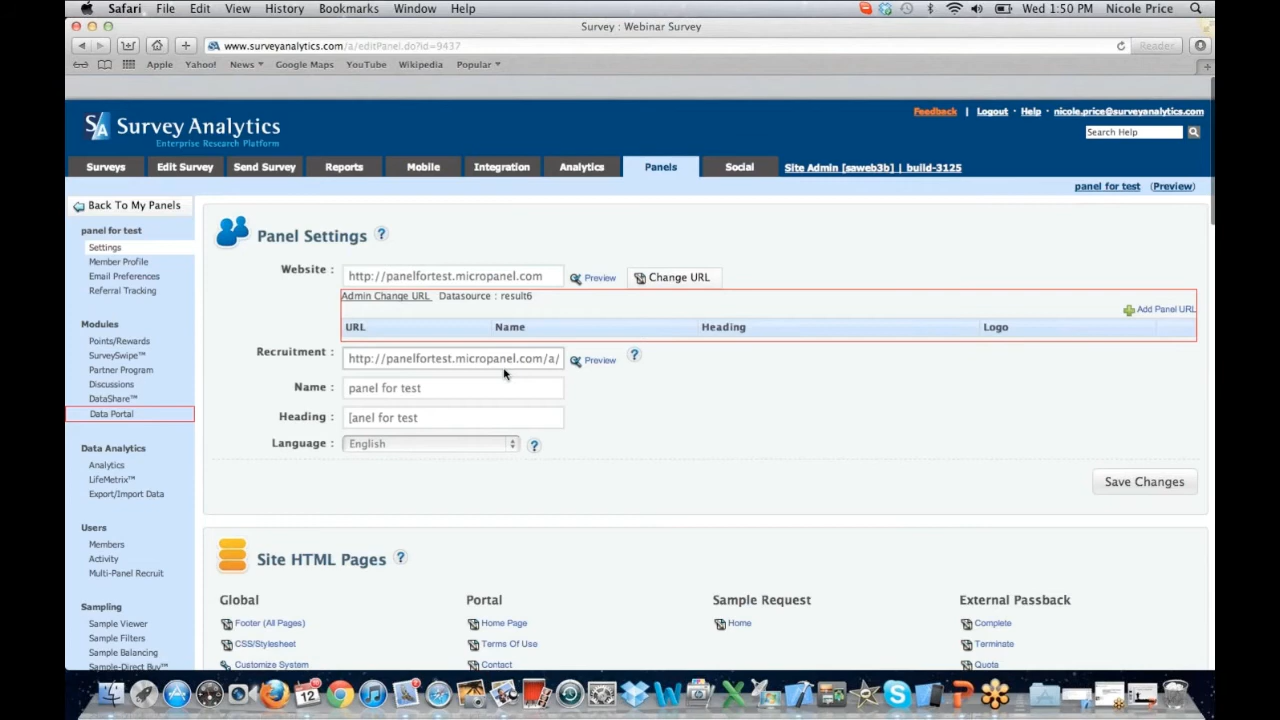 Safari File Edit View History Bookmarks Window Help Wed 1:50 PM Nicole Price
Survey : Webinar Survey
www.surveyanalytics.com/a/editPanel.do?id=9437 Reader
Apple Yahoo! News Google Maps YouTube Wikipedia Popular
Feedback | Logout · Help · nicole.price@surveyanalytics.com
SA Survey Analytics
Enterprise Research Platform
Search Help
Surveys Edit Survey Send Survey Reports Mobile Integration Analytics Panels Social Site Admin [saweb3b] | build-3125
panel for test (Preview)
Back To My Panels
panel for test
Settings
Member Profile
Email Preferences
Referral Tracking
Modules
Points/Rewards
SurveySwipe™
Partner Program
Discussions
DataShare™
Data Portal
Data Analytics
Analytics
LifeMetrix™
Export/Import Data
Users
Members
Activity
Multi-Panel Recruit
Sampling
Sample Viewer
Sample Filters
Sample Balancing
Sample-Direct Buy™
Panel Settings ?
Website : http://panelfortest.micropanel.com Preview Change URL
Admin Change URL Datasource : result6
Add Panel URL
URL Name Heading Logo
Recruitment : http://panelfortest.micropanel.com/a/ Preview ?
Name : panel for test
Heading : [anel for test
Language : English ?
Save Changes
Site HTML Pages ?
Global Portal Sample Request External Passback
Footer (All Pages) Home Page Home Complete
CSS/Stylesheet Terms Of Use Terminate
Customize System Contact Quota
12